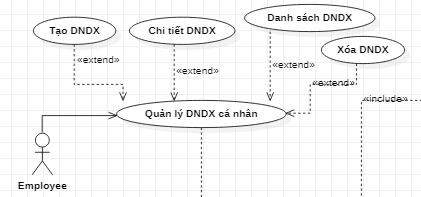 Danh sách DNDX
Tạo DNDX
Chi tiết DNDX
Xóa DNDX
«extend»
«extend»
«extend»
«extend»
«include»
Quản lý DNDX cá nhân
Employee